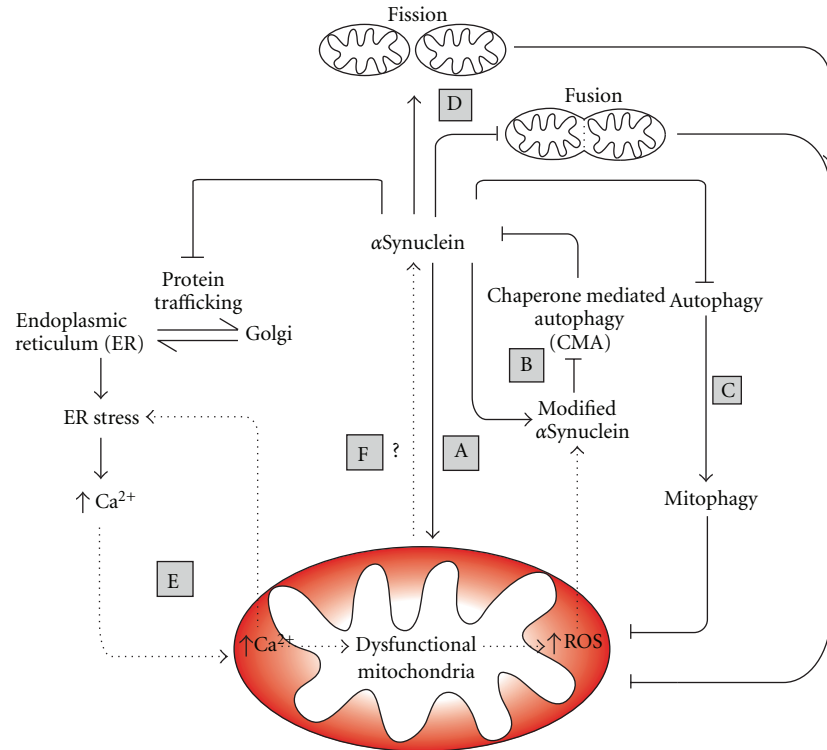 Fission
D
Fusion
αSynuclein
Protein
trafficking
Chaperone mediated
autophagy
(CMA)
Autophagy
Endoplasmic
reticulum (ER)
Golgi
B
C
ER stress
Modified
αSynuclein
F ?
A
↑ Ca²⁺
Mitophagy
E
↑Ca²⁺
Dysfunctional
mitochondria
↑ROS